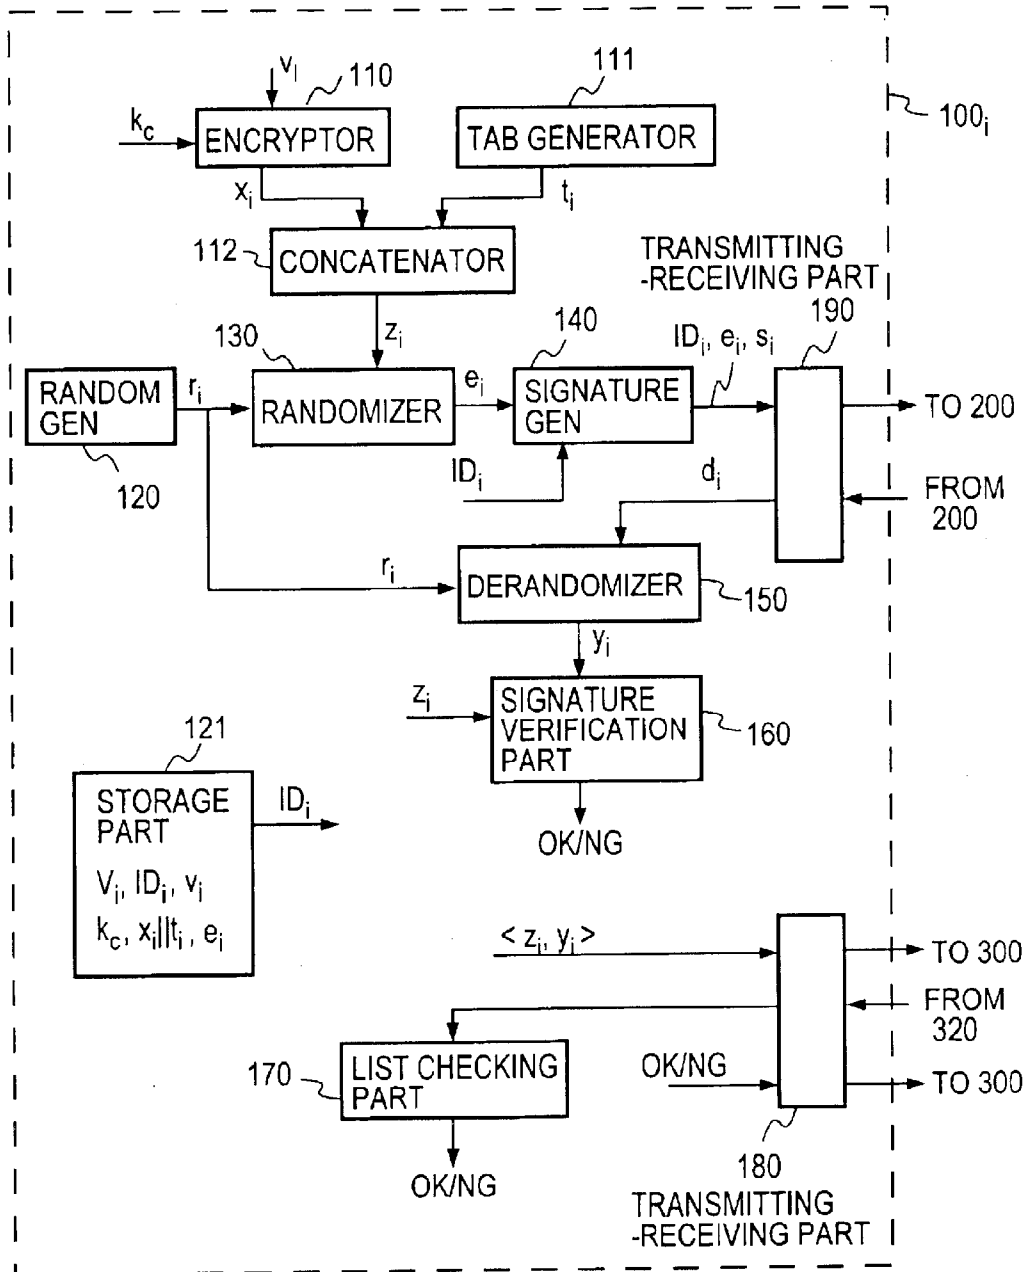 v_i
110
111
100_i
k_c
ENCRYPTOR
TAB GENERATOR
x_i
t_i
112
CONCATENATOR
TRANSMITTING
-RECEIVING PART
z_i
130
140
190
ID_i, e_i, s_i
RANDOM
GEN
r_i
RANDOMIZER
e_i
SIGNATURE
GEN
TO 200
120
ID_i
d_i
FROM
200
r_i
DERANDOMIZER
150
y_i
z_i
SIGNATURE
VERIFICATION
PART
160
121
STORAGE
PART
V_i, ID_i, v_i
k_c, x_i||t_i, e_i
ID_i
OK/NG
< z_i, y_i >
TO 300
FROM
320
170
LIST CHECKING
PART
OK/NG
TO 300
180
OK/NG
TRANSMITTING
-RECEIVING PART